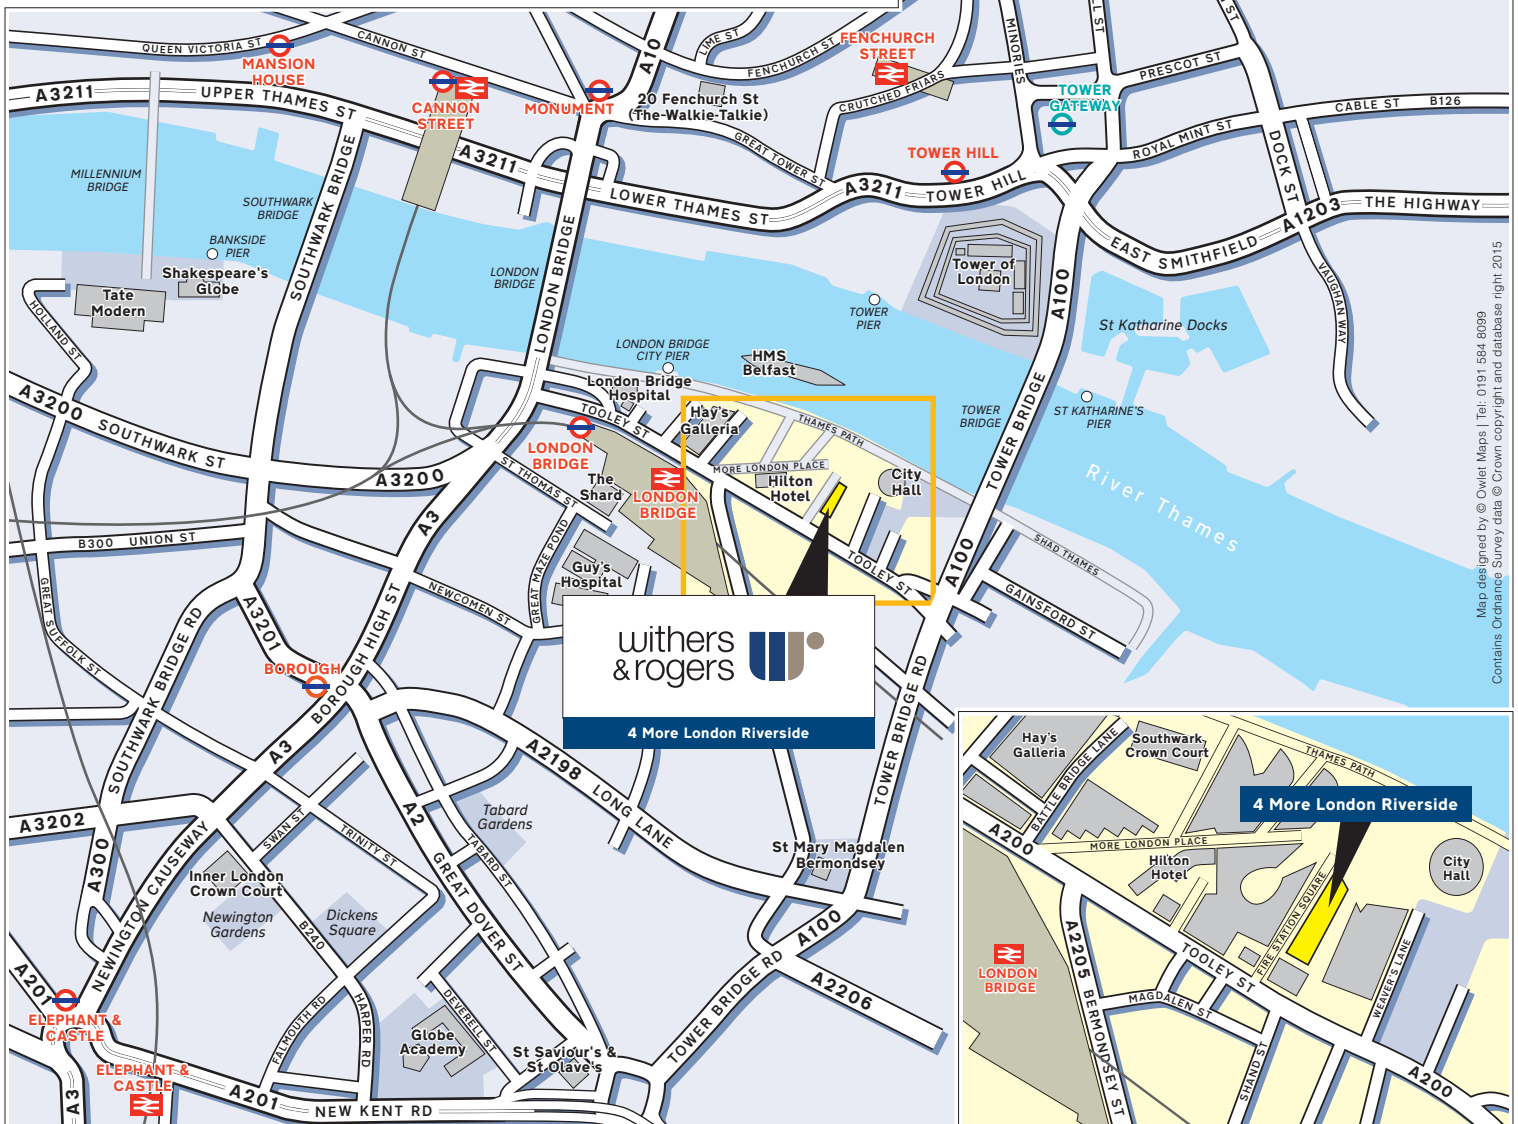 QUEEN VICTORIA ST
MANSION
HOUSE
CANNON ST
A10
LIME ST
FENCHURCH ST
FENCHURCH
STREET
MINORIES
PRESCOT ST
A3211
UPPER THAMES ST
CANNON
STREET
MONUMENT
20 Fenchurch St
(The-Walkie-Talkie)
CRUTCHED FRIARS
TOWER
GATEWAY
CABLE ST
B126
ROYAL MINT ST
DOCK ST
GREAT TOWER ST
TOWER HILL
A3211
LOWER THAMES ST
A3211
TOWER HILL
A1203
THE HIGHWAY
EAST SMITHFIELD
VAUGHAN WAY
MILLENNIUM
BRIDGE
SOUTHWARK
BRIDGE
SOUTHWARK BRIDGE
BANKSIDE
PIER
Shakespeare's
Globe
Tate
Modern
HOLLAND ST
LONDON
BRIDGE
LONDON BRIDGE
TOWER
PIER
Tower of
London
A100
St Katharine Docks
LONDON BRIDGE
CITY PIER
HMS
Belfast
London Bridge
Hospital
TOOLEY ST
Hay's
Galleria
THAMES PATH
MORE LONDON PLACE
Hilton
Hotel
City
Hall
TOWER
BRIDGE
TOWER BRIDGE
ST KATHARINE'S
PIER
River Thames
A3200
SOUTHWARK ST
A3200
LONDON
BRIDGE
ST THOMAS ST
The
Shard
LONDON
BRIDGE
A3
TOOLEY ST
A100
SHAD THAMES
GAINSFORD ST
B300
UNION ST
GREAT SUFFOLK ST
A3201
GREAT MAZE POND
Guy's
Hospital
NEWCOMEN ST
BOROUGH
BOROUGH HIGH ST
SOUTHWARK BRIDGE RD
withers
& rogers
4 More London Riverside
A3
A2198
LONG LANE
TOWER BRIDGE RD
A3202
A300
NEWINGTON CAUSEWAY
SWAN ST
TRINITY ST
A2
GREAT DOVER ST
TABARD ST
Tabard
Gardens
St Mary Magdalen
Bermondsey
Inner London
Crown Court
Newington
Gardens
Dickens
Square
B240
A100
TOWER BRIDGE RD
A2206
A201
ELEPHANT &
CASTLE
ELEPHANT &
CASTLE
A3
FALMOUTH RD
HARPER RD
Globe
Academy
DEVERELL ST
St Saviour's &
St Olave's
A201
NEW KENT RD
Hay's
Galleria
BATTLE BRIDGE LANE
Southwark
Crown Court
THAMES PATH
4 More London Riverside
A200
MORE LONDON PLACE
Hilton
Hotel
City
Hall
FIRE STATION SQUARE
A2205
BERMONDSEY ST
LONDON
BRIDGE
TOOLEY ST
MAGDALEN ST
WEAVER'S LANE
SHAND ST
A200
Map designed by © Owlet Maps | Tel: 0191 584 8099
Contains Ordnance Survey data © Crown copyright and database right 2015